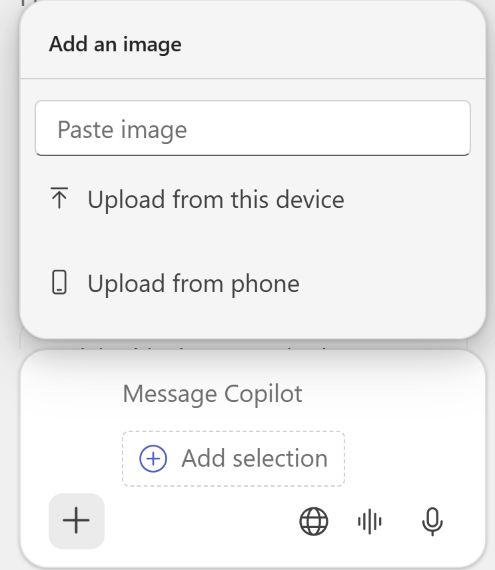 Add an image
Paste image
Upload from this device
Upload from phone
Message Copilot
Add selection